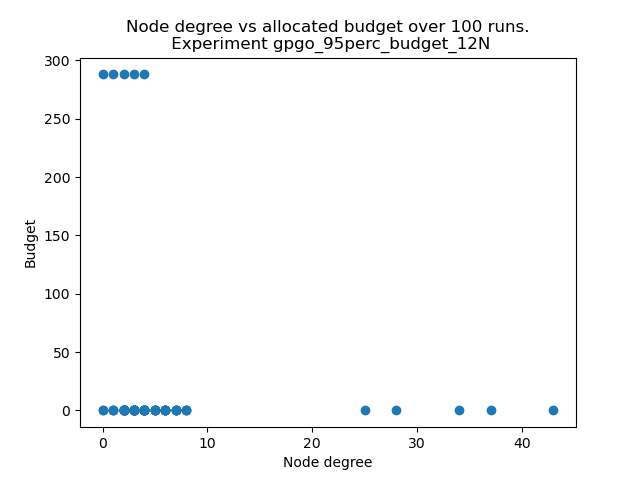 Node degree vs allocated budget over 100 runs.
Experiment gpgo_95perc_budget_12N
300
250
200
150
100
50
0
Budget
0 10 20 30 40
Node degree